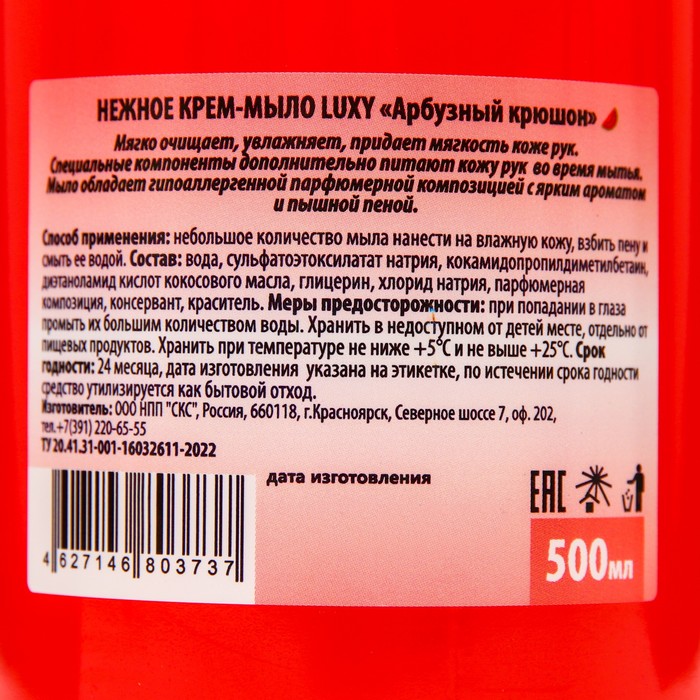 НЕЖНОЕ КРЕМ-МЫЛО LUXY «Арбузный крюшон»
Мягко очищает, увлажняет, придает мягкость коже рук.
Специальные компоненты дополнительно питают кожу рук во время мытья.
Мыло обладает гипоаллергенной парфюмерной композицией с ярким ароматом
и пышной пеной.
Способ применения: небольшое количество мыла нанести на влажную кожу, взбить пену и
смыть ее водой. Состав: вода, сульфатоэтоксилатат натрия, кокамидопропилдиметилбетаин,
диэтаноламид кислот кокосового масла, глицерин, хлорид натрия, парфюмерная
композиция, консервант, краситель. Меры предосторожности: при попадании в глаза
промыть их большим количеством воды. Хранить в недоступном от детей месте, отдельно от
пищевых продуктов. Хранить при температуре не ниже +5°С и не выше +25°С. Срок
годности: 24 месяца, дата изготовления указана на этикетке, по истечении срока годности
средство утилизируется как бытовой отход.
Изготовитель: ООО НПП "СКС", Россия, 660118, г.Красноярск, Северное шоссе 7, оф. 202,
тел.+7(391) 220-65-55
ТУ 20.41.31-001-16032611-2022
дата изготовления
EAC
4 627146 803737
500мл